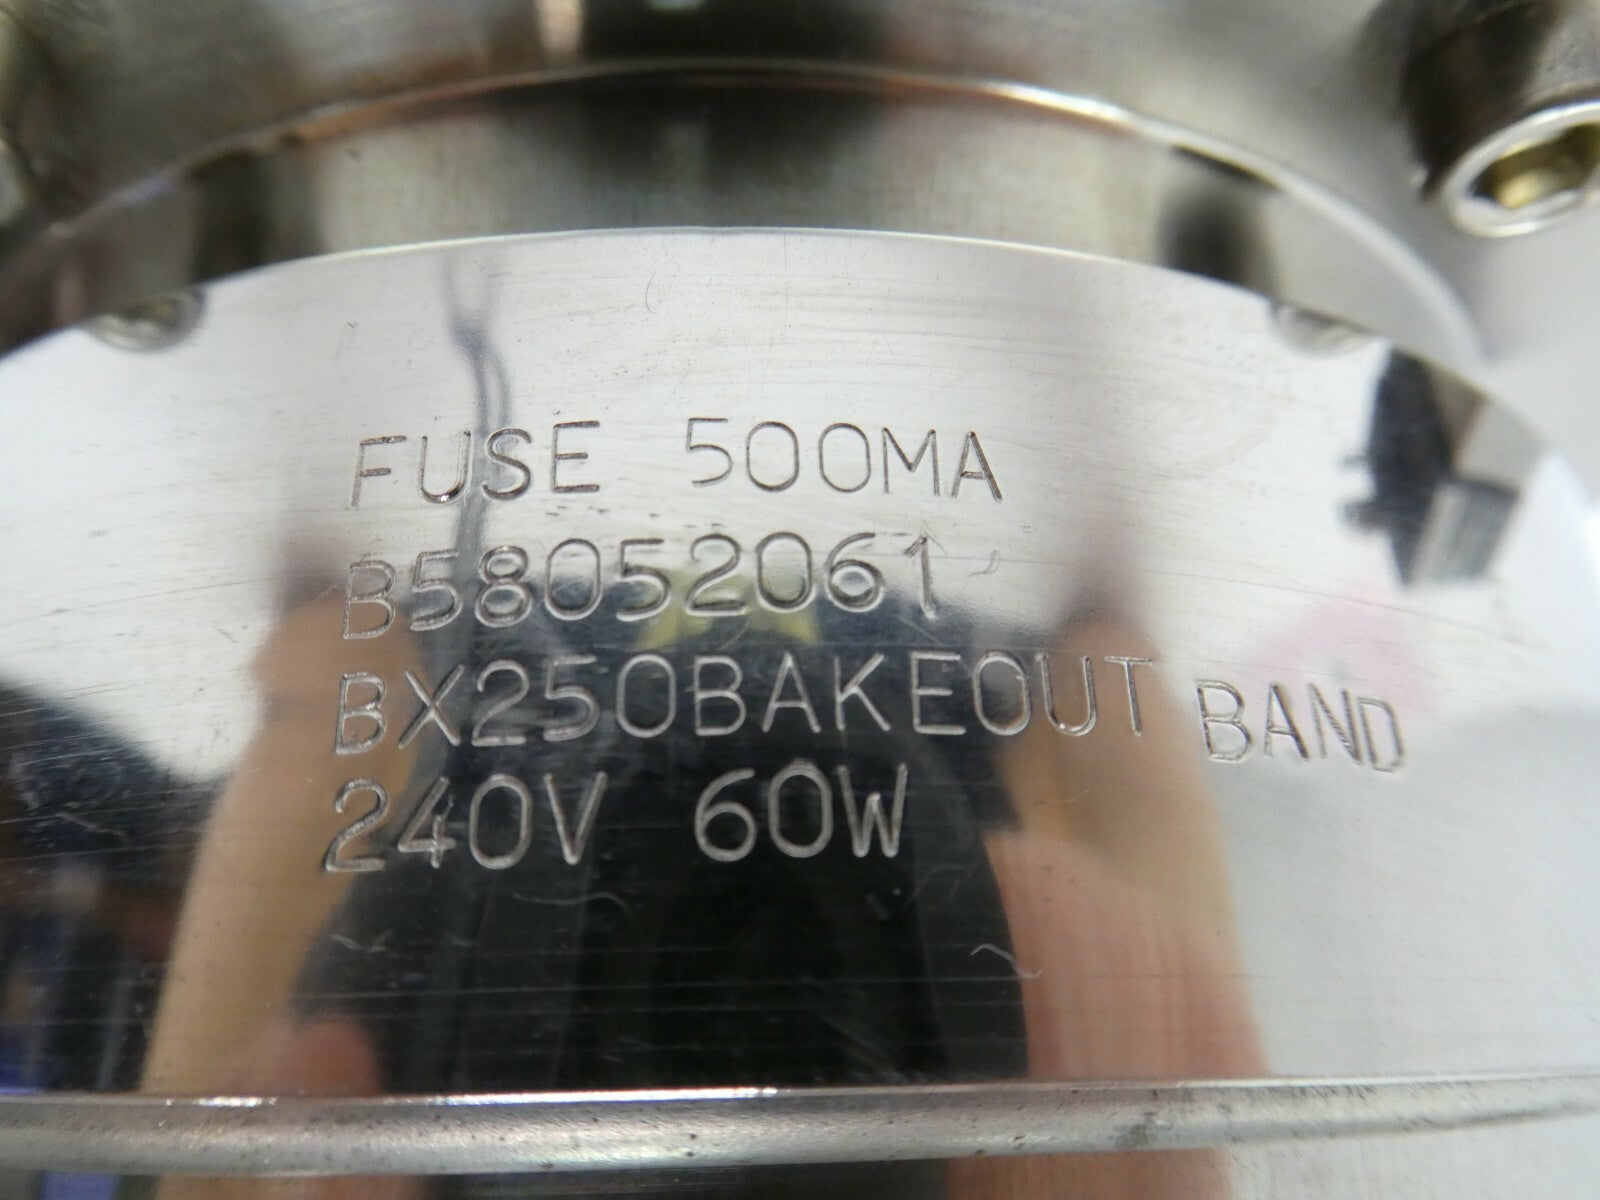 FUSE 500MA
B58052061
BX250BAKEOUT BAND
240V 60W